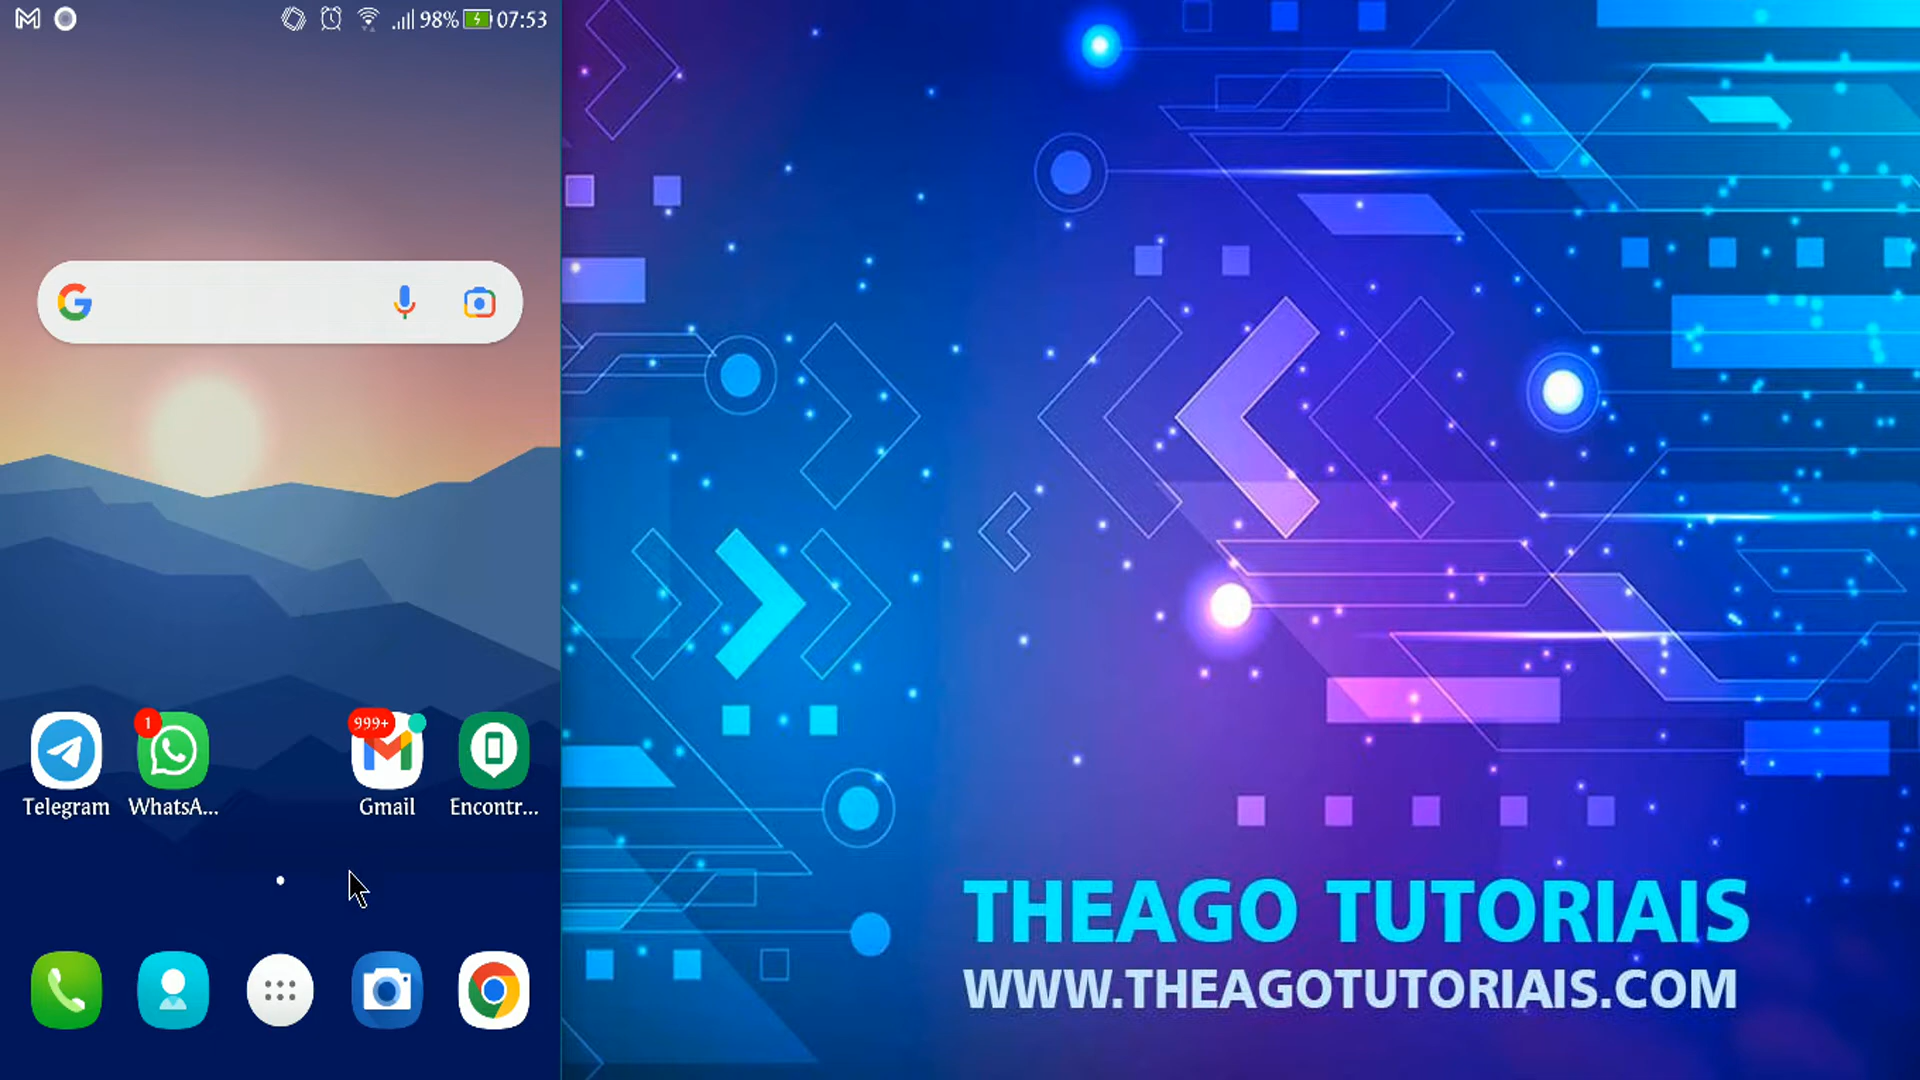 98% 07:53
1
999+
Telegram WhatsA... Gmail Encontr...
THEAGO TUTORIAIS
WWW.THEAGOTUTORIAIS.COM